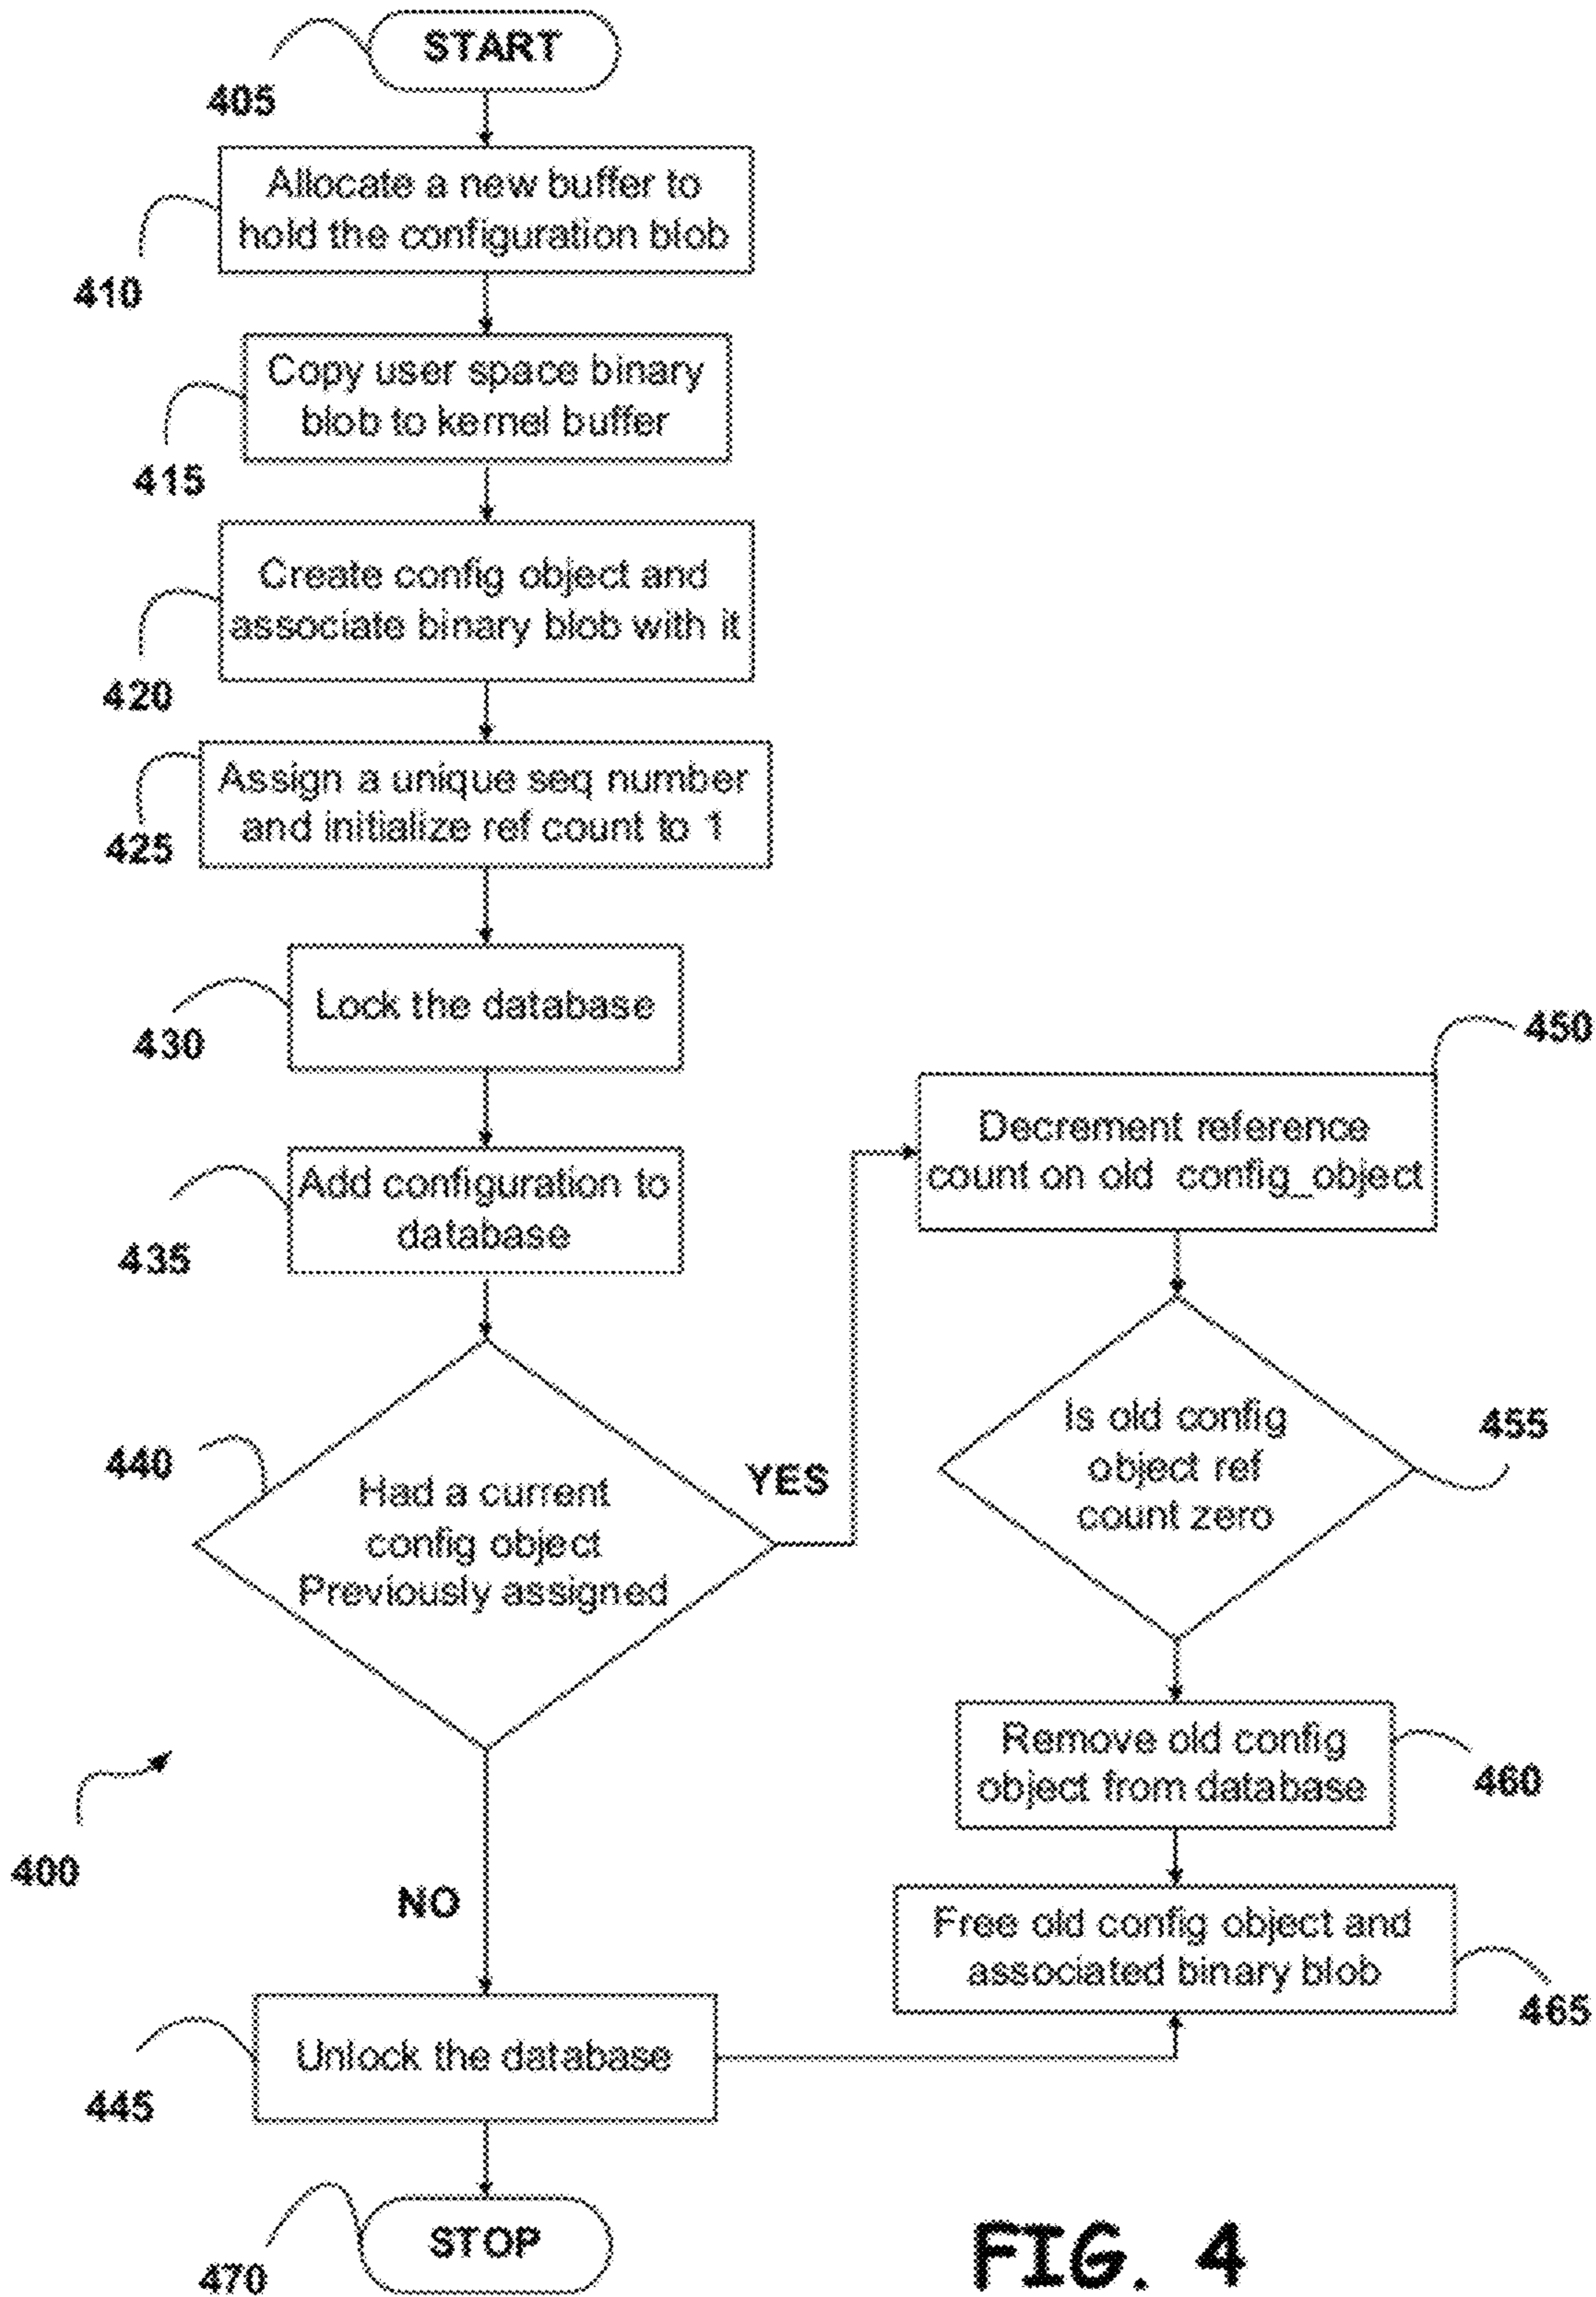 START
405
Allocate a new buffer to
hold the configuration blob
410
Copy user space binary
blob to kernel buffer
415
Create config object and
associate binary blob with it
420
Assign a unique seq number
and initialize ref count to 1
425
Lock the database
430
Add configuration to
database
435
440
Had a current
config object
Previously assigned
YES
NO
400
Unlock the database
445
STOP
470
450
Decrement reference
count on old config_object
Is old config
object ref
count zero
455
Remove old config
object from database
460
Free old config object and
associated binary blob
465
FIG. 4